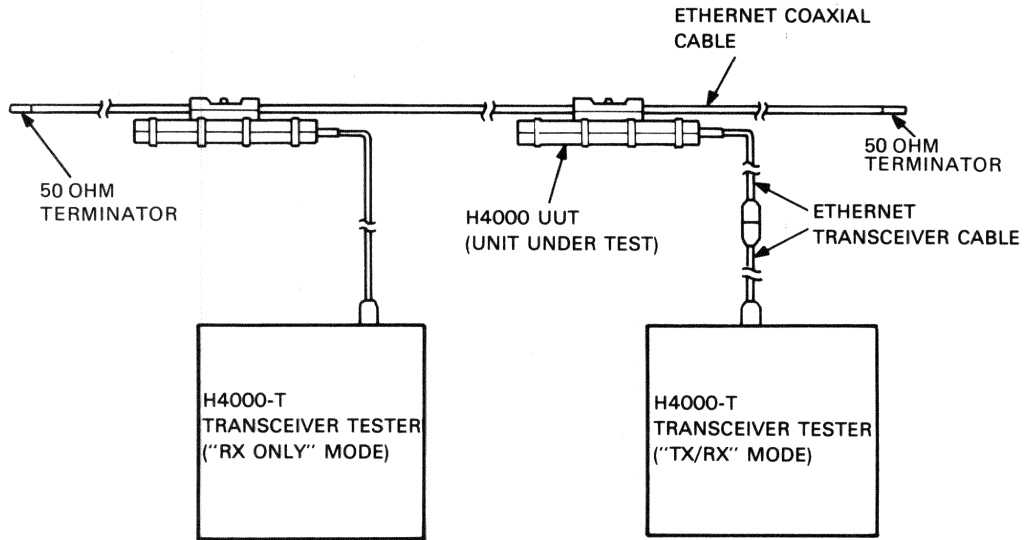 ETHERNET COAXIAL
CABLE
50 OHM
TERMINATOR
50 OHM
TERMINATOR
H4000 UUT
(UNIT UNDER TEST)
ETHERNET
TRANSCEIVER CABLE
H4000-T
TRANSCEIVER TESTER
("RX ONLY" MODE)
H4000-T
TRANSCEIVER TESTER
("TX/RX" MODE)